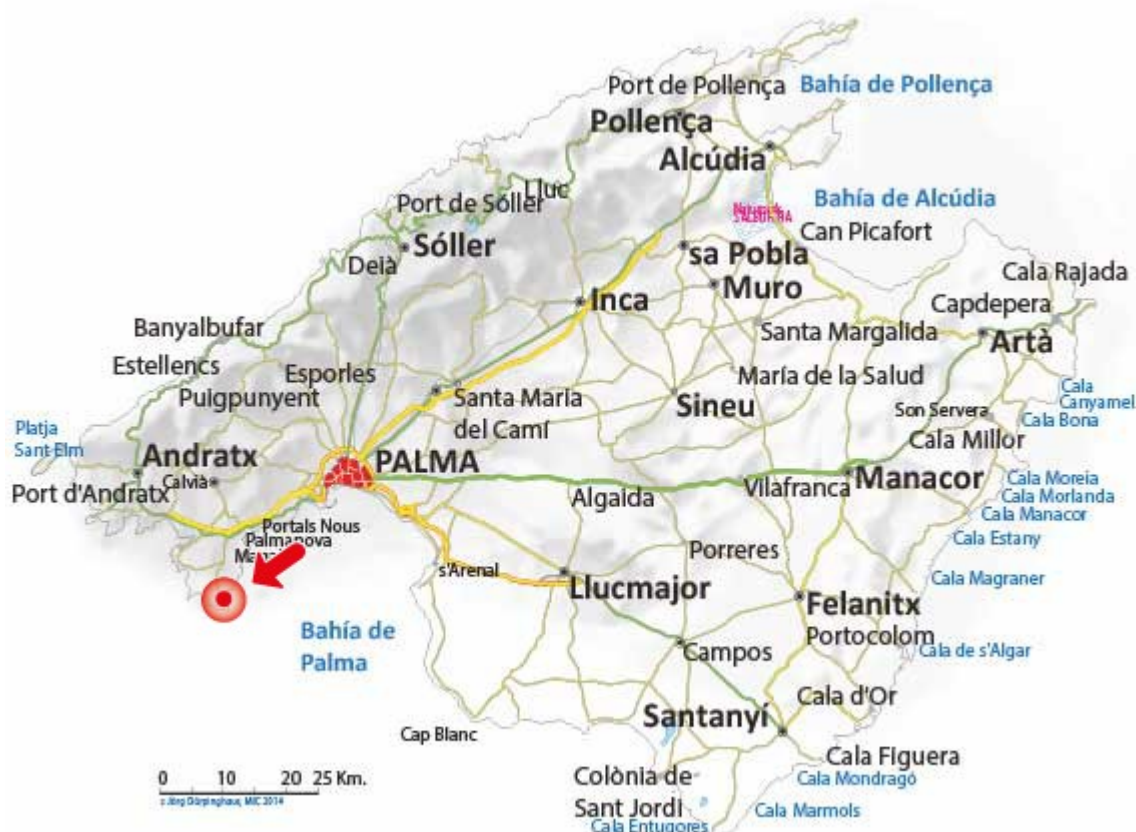 Port de Pollença
Bahía de Pollença
Pollença
Alcúdia
Lluc
Port de Sóller
Bahía de Alcúdia
Can Picafort
Sóller
sa Pobla
Deià
Cala Rajada
Muro
Inca
Capdepera
Banyalbufar
Santa Margalida
Artà
Estellencs
Esporles
María de la Salud
Puigpunyent
Santa Maria
del Camí
Sineu
Cala
Canyamel
Son Servera
Cala Bona
Platja
Sant Elm
Cala Millor
Andratx
PALMA
Calvià
Manacor
Cala Moreia
Port d'Andratx
Algaida
Vilafranca
Cala Morlanda
Cala Manacor
Portals Nous
Palmanova
Cala Estany
Porreres
s'Arenal
Cala Magraner
Llucmajor
Felanitx
Bahía de
Palma
Portocolom
Cala de s'Algar
Campos
Cala d'Or
Santanyí
Cap Blanc
Cala Figuera
0 10 20 25 Km.
Colònia de
Sant Jordi
Cala Mondragó
Jörg Dörpinghaus, MIC 2014
Cala Marmols
Cala Entugores